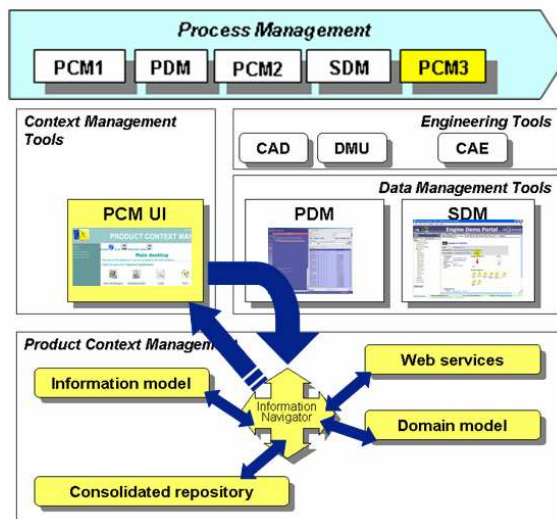 Process Management
PCM1
PDM
PCM2
SDM
PCM3
Context Management
Tools
PCM UI
PRODUCT CONTEXT MAN
Main desktop
Engineering Tools
CAD
DMU
CAE
Data Management Tools
PDM
SDM
Engine Demo Portal
Product Context Management
Information model
Information
Navigator
Web services
Domain model
Consolidated repository